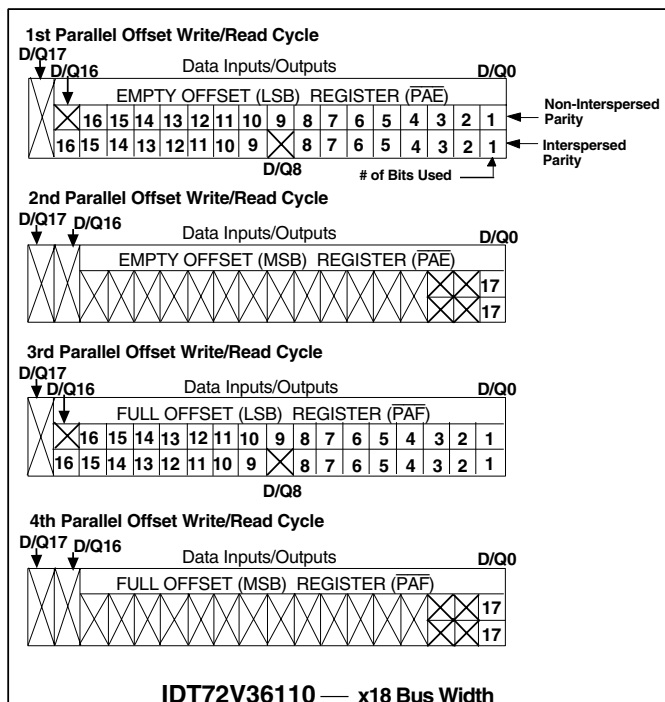 1st Parallel Offset Write/Read Cycle
D/Q17
D/Q16 Data Inputs/Outputs D/Q0
EMPTY OFFSET (LSB) REGISTER (PAE)
16 15 14 13 12 11 10 9 8 7 6 5 4 3 2 1 Non-Interspersed Parity
16 15 14 13 12 11 10 9 8 7 6 5 4 3 2 1 Interspersed Parity
D/Q8
# of Bits Used
2nd Parallel Offset Write/Read Cycle
D/Q17
D/Q16 Data Inputs/Outputs D/Q0
EMPTY OFFSET (MSB) REGISTER (PAE)
17
17
3rd Parallel Offset Write/Read Cycle
D/Q17
D/Q16 Data Inputs/Outputs D/Q0
FULL OFFSET (LSB) REGISTER (PAF)
16 15 14 13 12 11 10 9 8 7 6 5 4 3 2 1
16 15 14 13 12 11 10 9 8 7 6 5 4 3 2 1
D/Q8
4th Parallel Offset Write/Read Cycle
D/Q17 D/Q16
Data Inputs/Outputs D/Q0
FULL OFFSET (MSB) REGISTER (PAF)
17
17
IDT72V36110 — x18 Bus Width